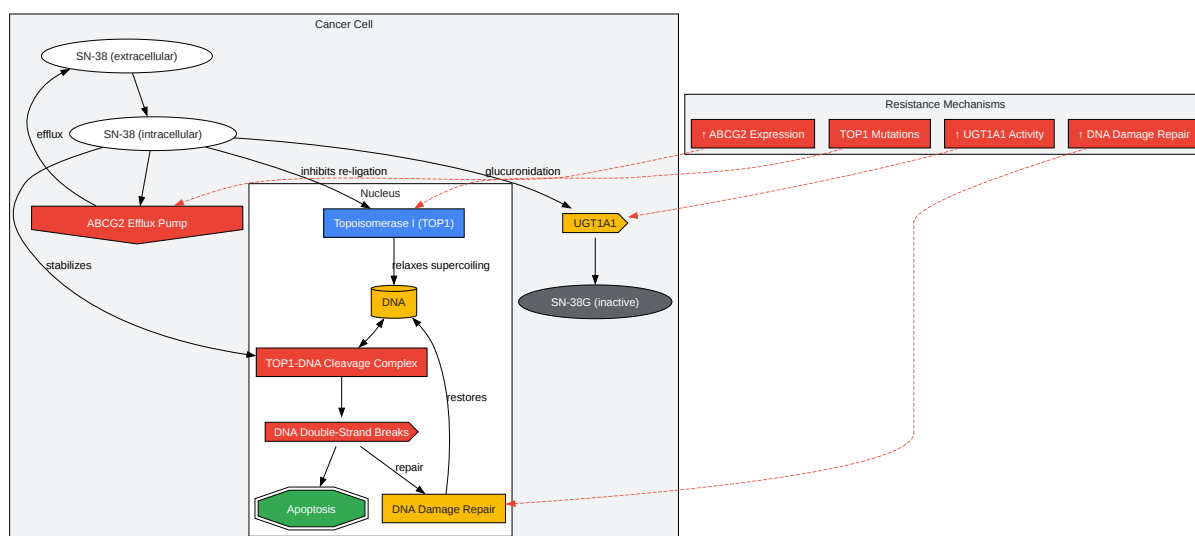 Cancer Cell
SN-38 (extracellular)
Resistance Mechanisms
↑ ABCG2 Expression
TOP1 Mutations
↑ UGT1A1 Activity
↑ DNA Damage Repair
efflux
SN-38 (intracellular)
inhibits re-ligation
glucuronidation
Nucleus
ABCG2 Efflux Pump
Topoisomerase I (TOP1)
UGT1A1
stabilizes
relaxes supercoiling
DNA
SN-38G (inactive)
TOP1-DNA Cleavage Complex
restores
DNA Double-Strand Breaks
repair
Apoptosis
DNA Damage Repair